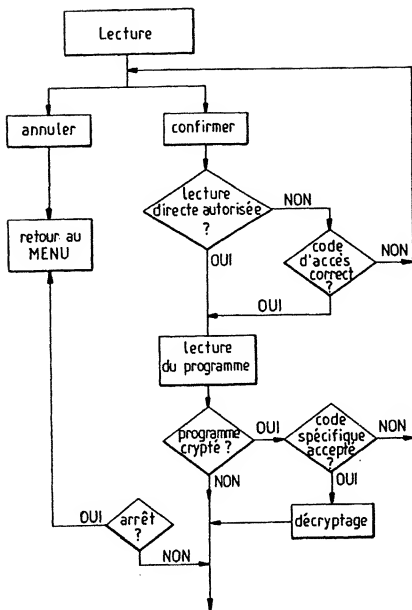 Lecture
annuler
confirmer
lecture
directe autorisée
?
NON
OUI
retour au
MENU
code
d'accès
correct
?
NON
OUI
lecture
du programme
programme
crypté ?
OUI
NON
code
spécifique
accepté
?
NON
OUI
décryptage
arrêt
?
OUI
NON